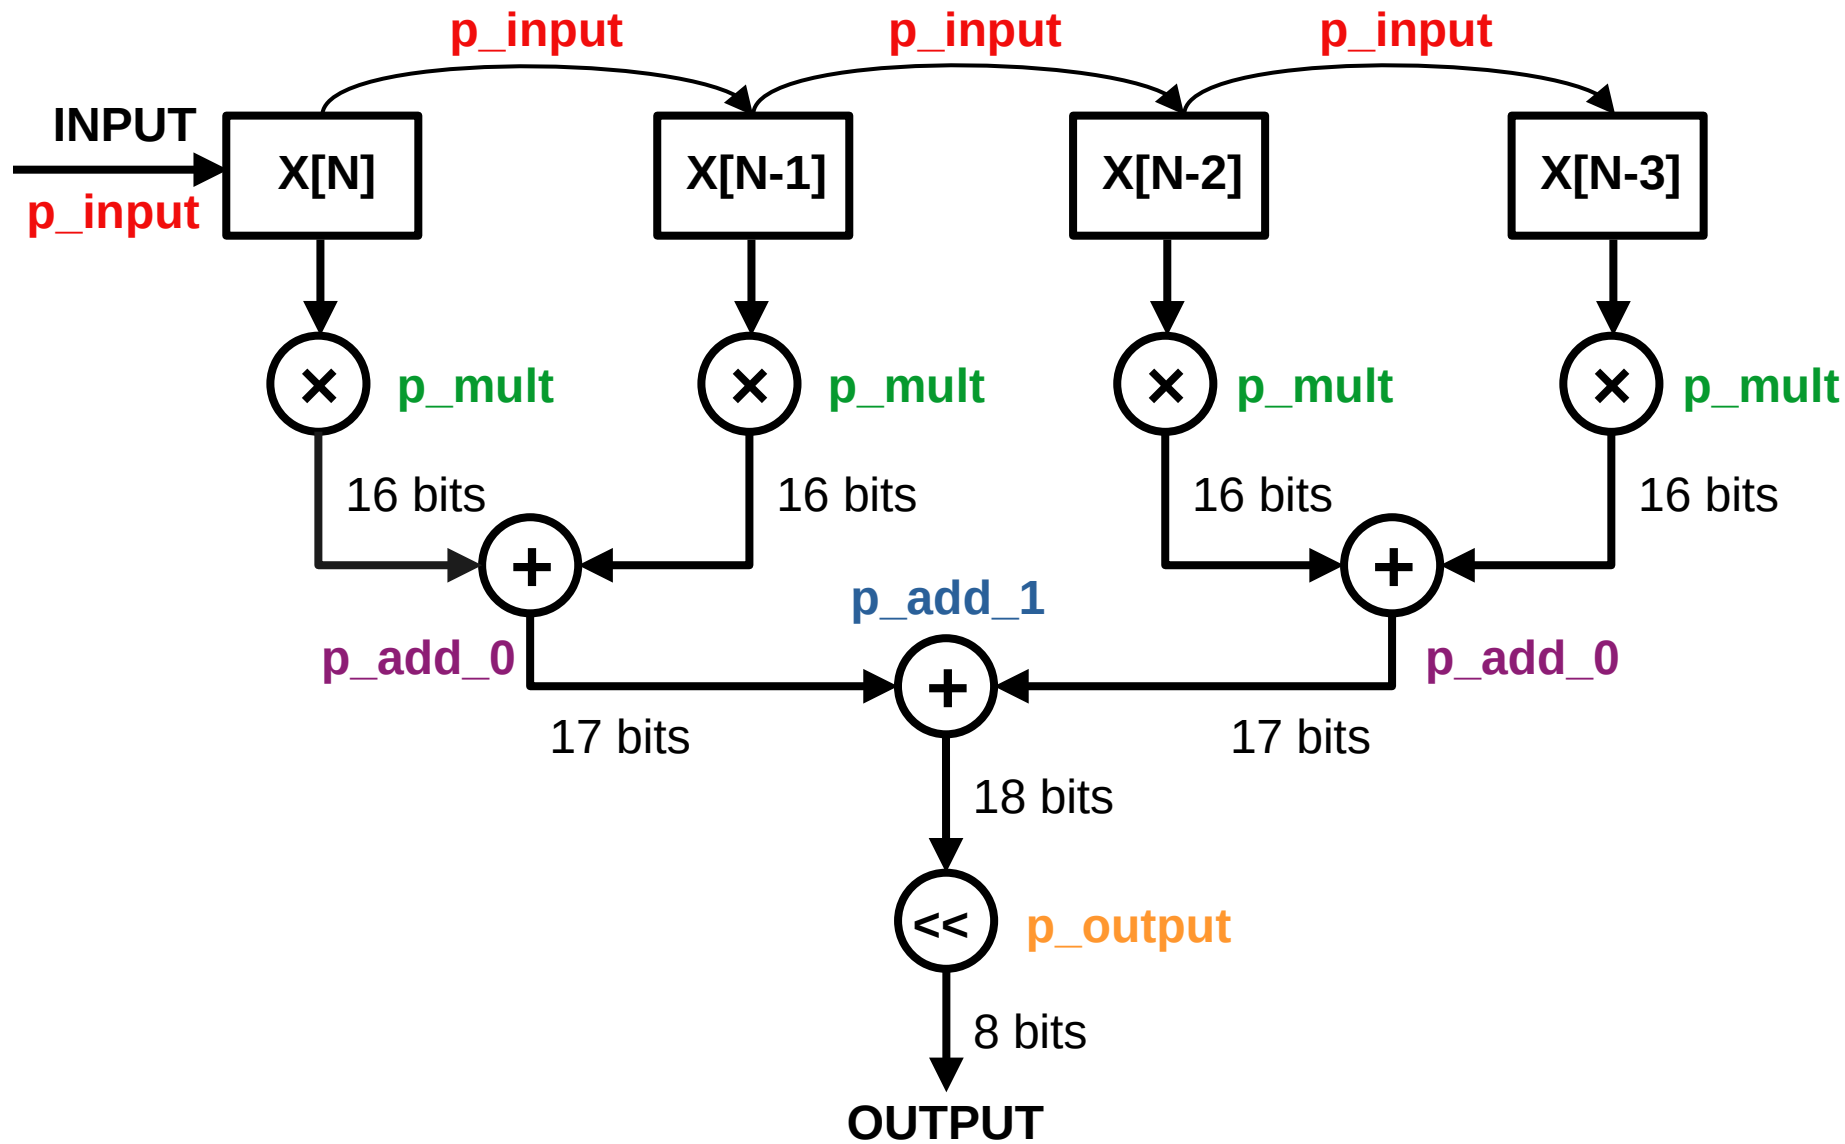 p_input p_input p_input
INPUT
p_input
X[N] X[N-1] X[N-2] X[N-3]
× × × ×
p_mult p_mult p_mult p_mult
16 bits 16 bits 16 bits 16 bits
+ +
p_add_1
p_add_0 p_add_0
+
17 bits 17 bits
18 bits
<< p_output
8 bits
OUTPUT